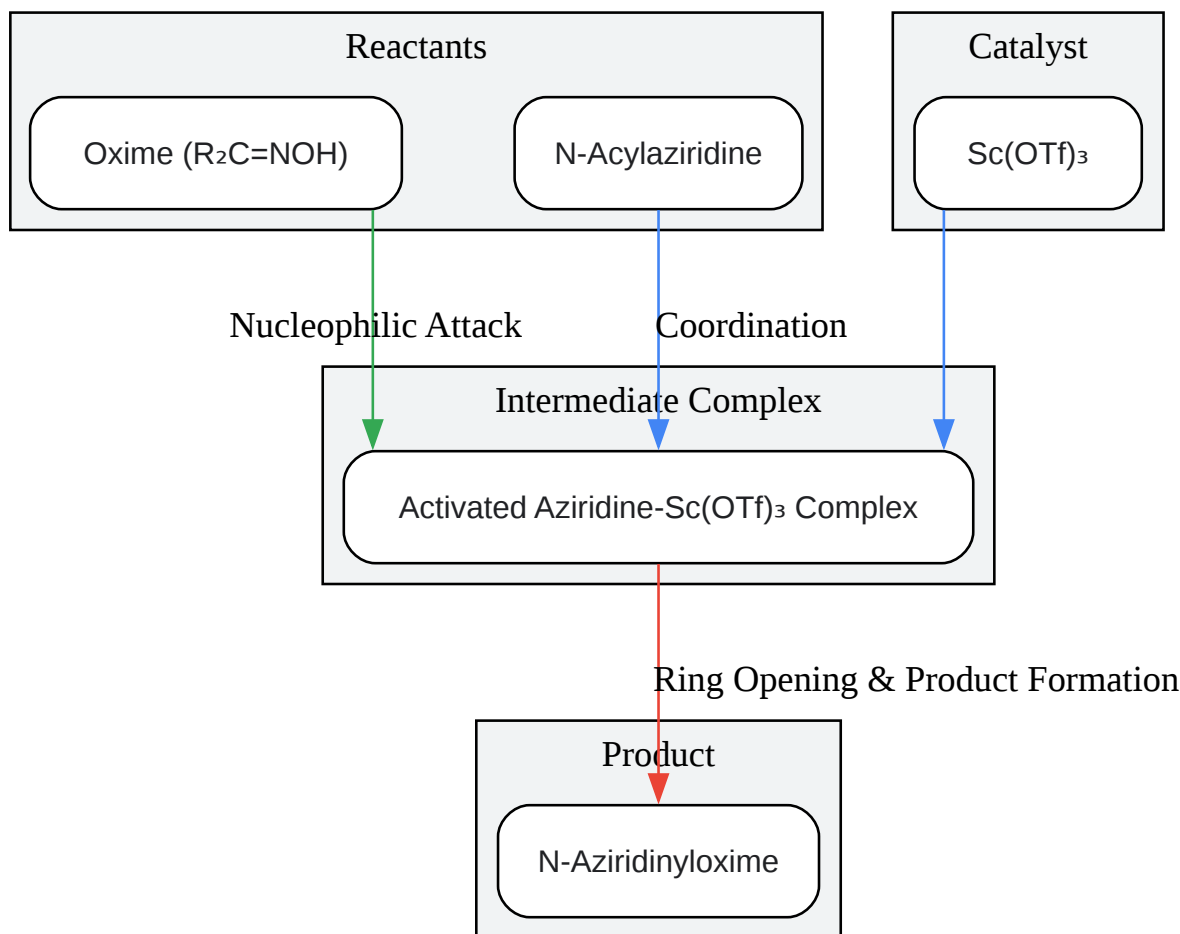 Reactants
Catalyst
Oxime (R₂C=NOH)
N-Acylaziridine
Sc(OTf)₃
Nucleophilic Attack
Coordination
Intermediate Complex
Activated Aziridine-Sc(OTf)₃ Complex
Ring Opening & Product Formation
Product
N-Aziridinyloxime